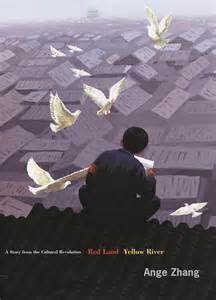 A Story from the Cultural Revolution Red Land Yellow River
Ange Zhang